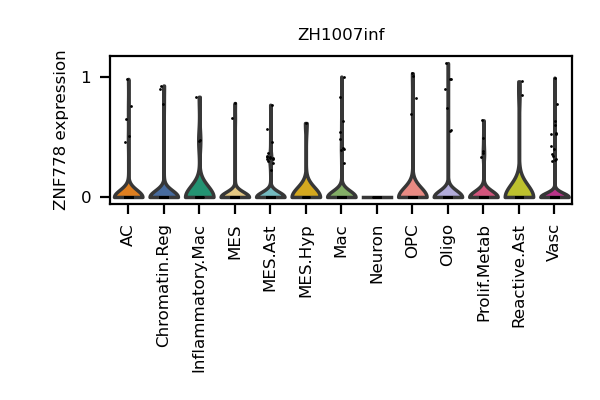 ZH1007inf
ZNF778 expression
1
0
AC
Chromatin.Reg
Inflammatory.Mac
MES
MES.Ast
MES.Hyp
Mac
Neuron
OPC
Oligo
Prolif.Metab
Reactive.Ast
Vasc